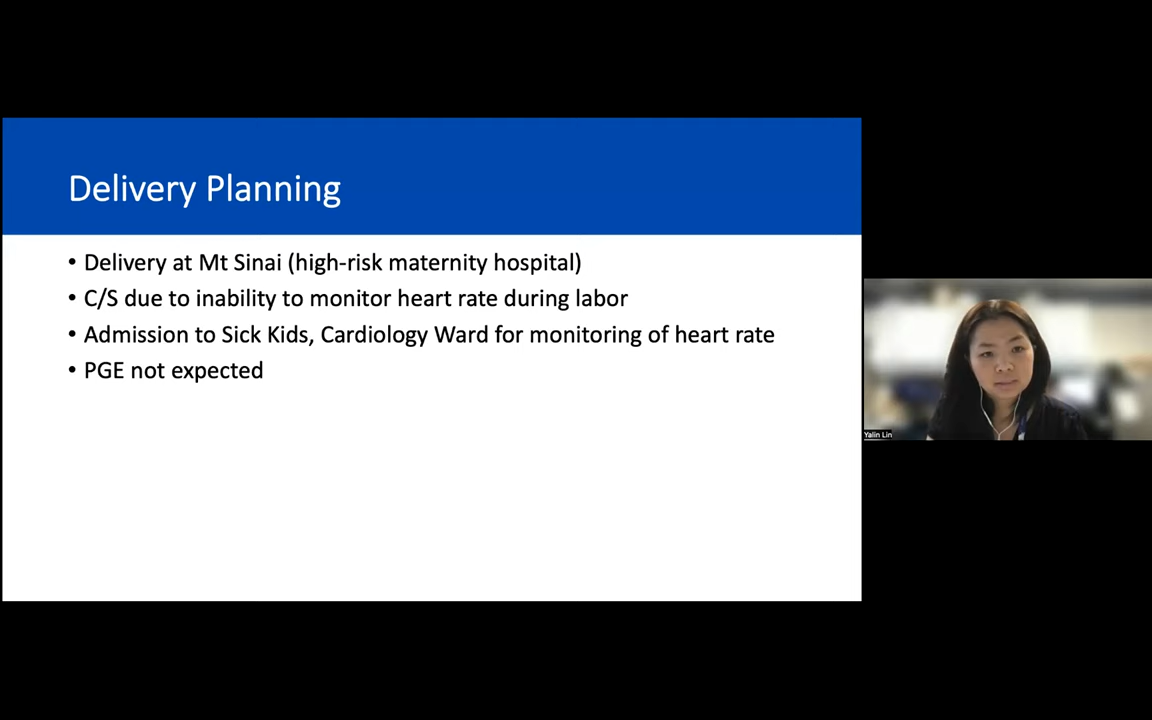 Delivery Planning
• Delivery at Mt Sinai (high-risk maternity hospital)
• C/S due to inability to monitor heart rate during labor
• Admission to Sick Kids, Cardiology Ward for monitoring of heart rate
• PGE not expected
Yalin Lin